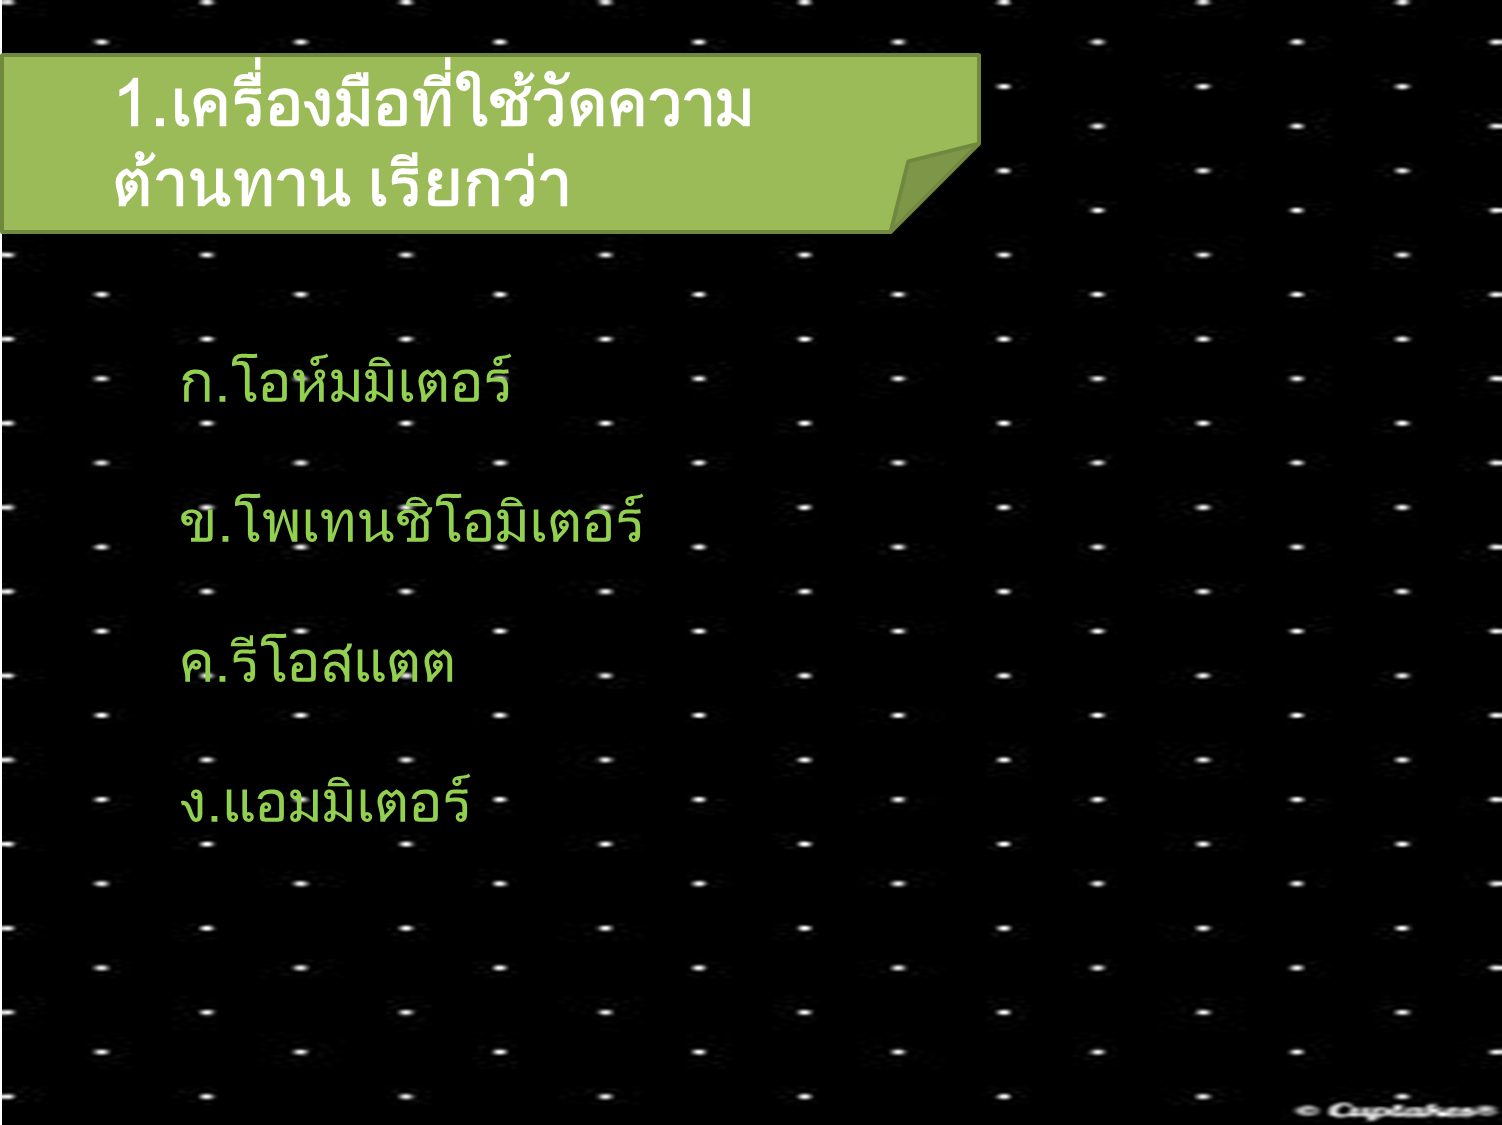 1.เครื่องมือที่ใช้วัดความ
ต้านทาน เรียกว่า
ก.โอห์มมิเตอร์
ข.โพเทนชิโอมิเตอร์
ค.รีโอสแตต
ง.แอมมิเตอร์
© Cuptakes®